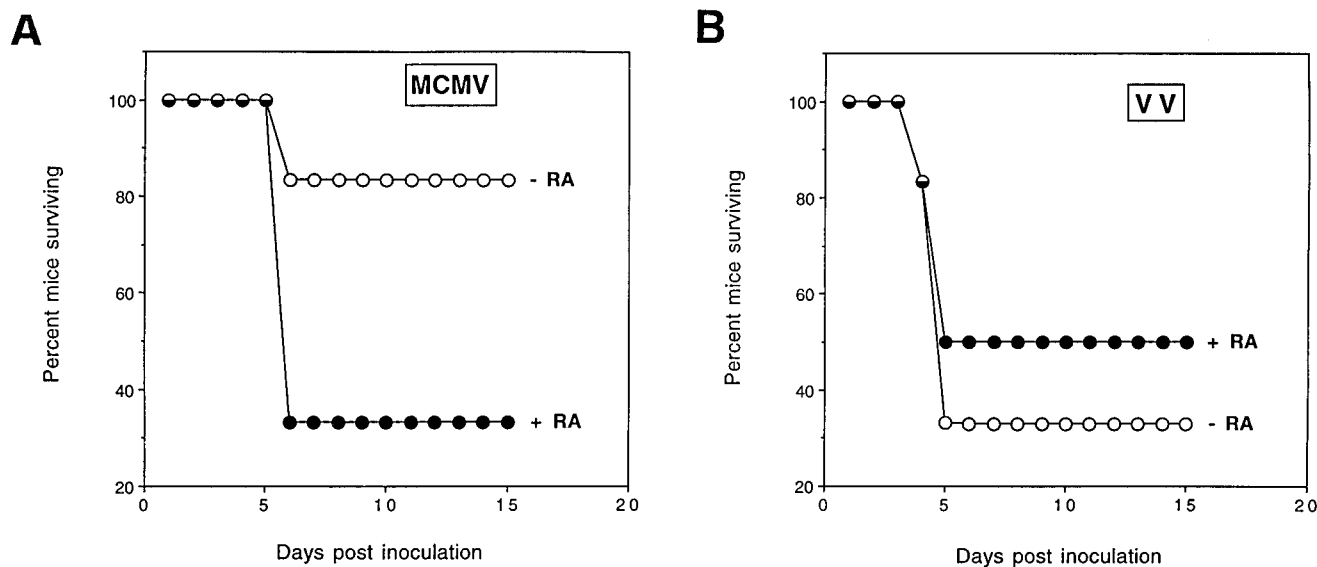 A
MCMV
Percent mice surviving
100
80
60
40
20
- RA
+ RA
0
5
10
15
20
Days post inoculation
B
V V
Percent mice surviving
100
80
60
40
20
+ RA
- RA
0
5
10
15
20
Days post inoculation